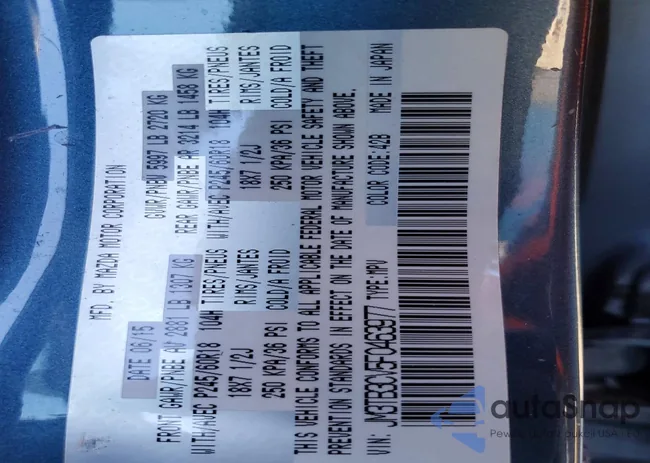 MFD. BY MAZDA MOTOR CORPORATION
DATE 06/15 GVWR/PNBV 5997 LB 2720 KG
FRONT GAWR/PNBE AV 2881 LB 1307 KG REAR GAWR/PNBE AR 3214 LB 1458 KG
WITH/AVEC P245/60R18 104H TIRES/PNEUS WITH/AVEC P245/60R18 104H TIRES/PNEUS
18X7 1/2J RIMS/JANTES 18X7 1/2J RIMS/JANTES
250 KPA/36 PSI COLD/A FROID 250 KPA/36 PSI COLD/A FROID
THIS VEHICLE CONFORMS TO ALL APPLICABLE FEDERAL MOTOR VEHICLE SAFETY AND THEFT
PREVENTION STANDARDS IN EFFECT ON THE DATE OF MANUFACTURE SHOWN ABOVE.
COLOR CODE:42B MADE IN JAPAN
VIN: JM3TB3CV5F0463977 TYPE:MPV
autaSnap